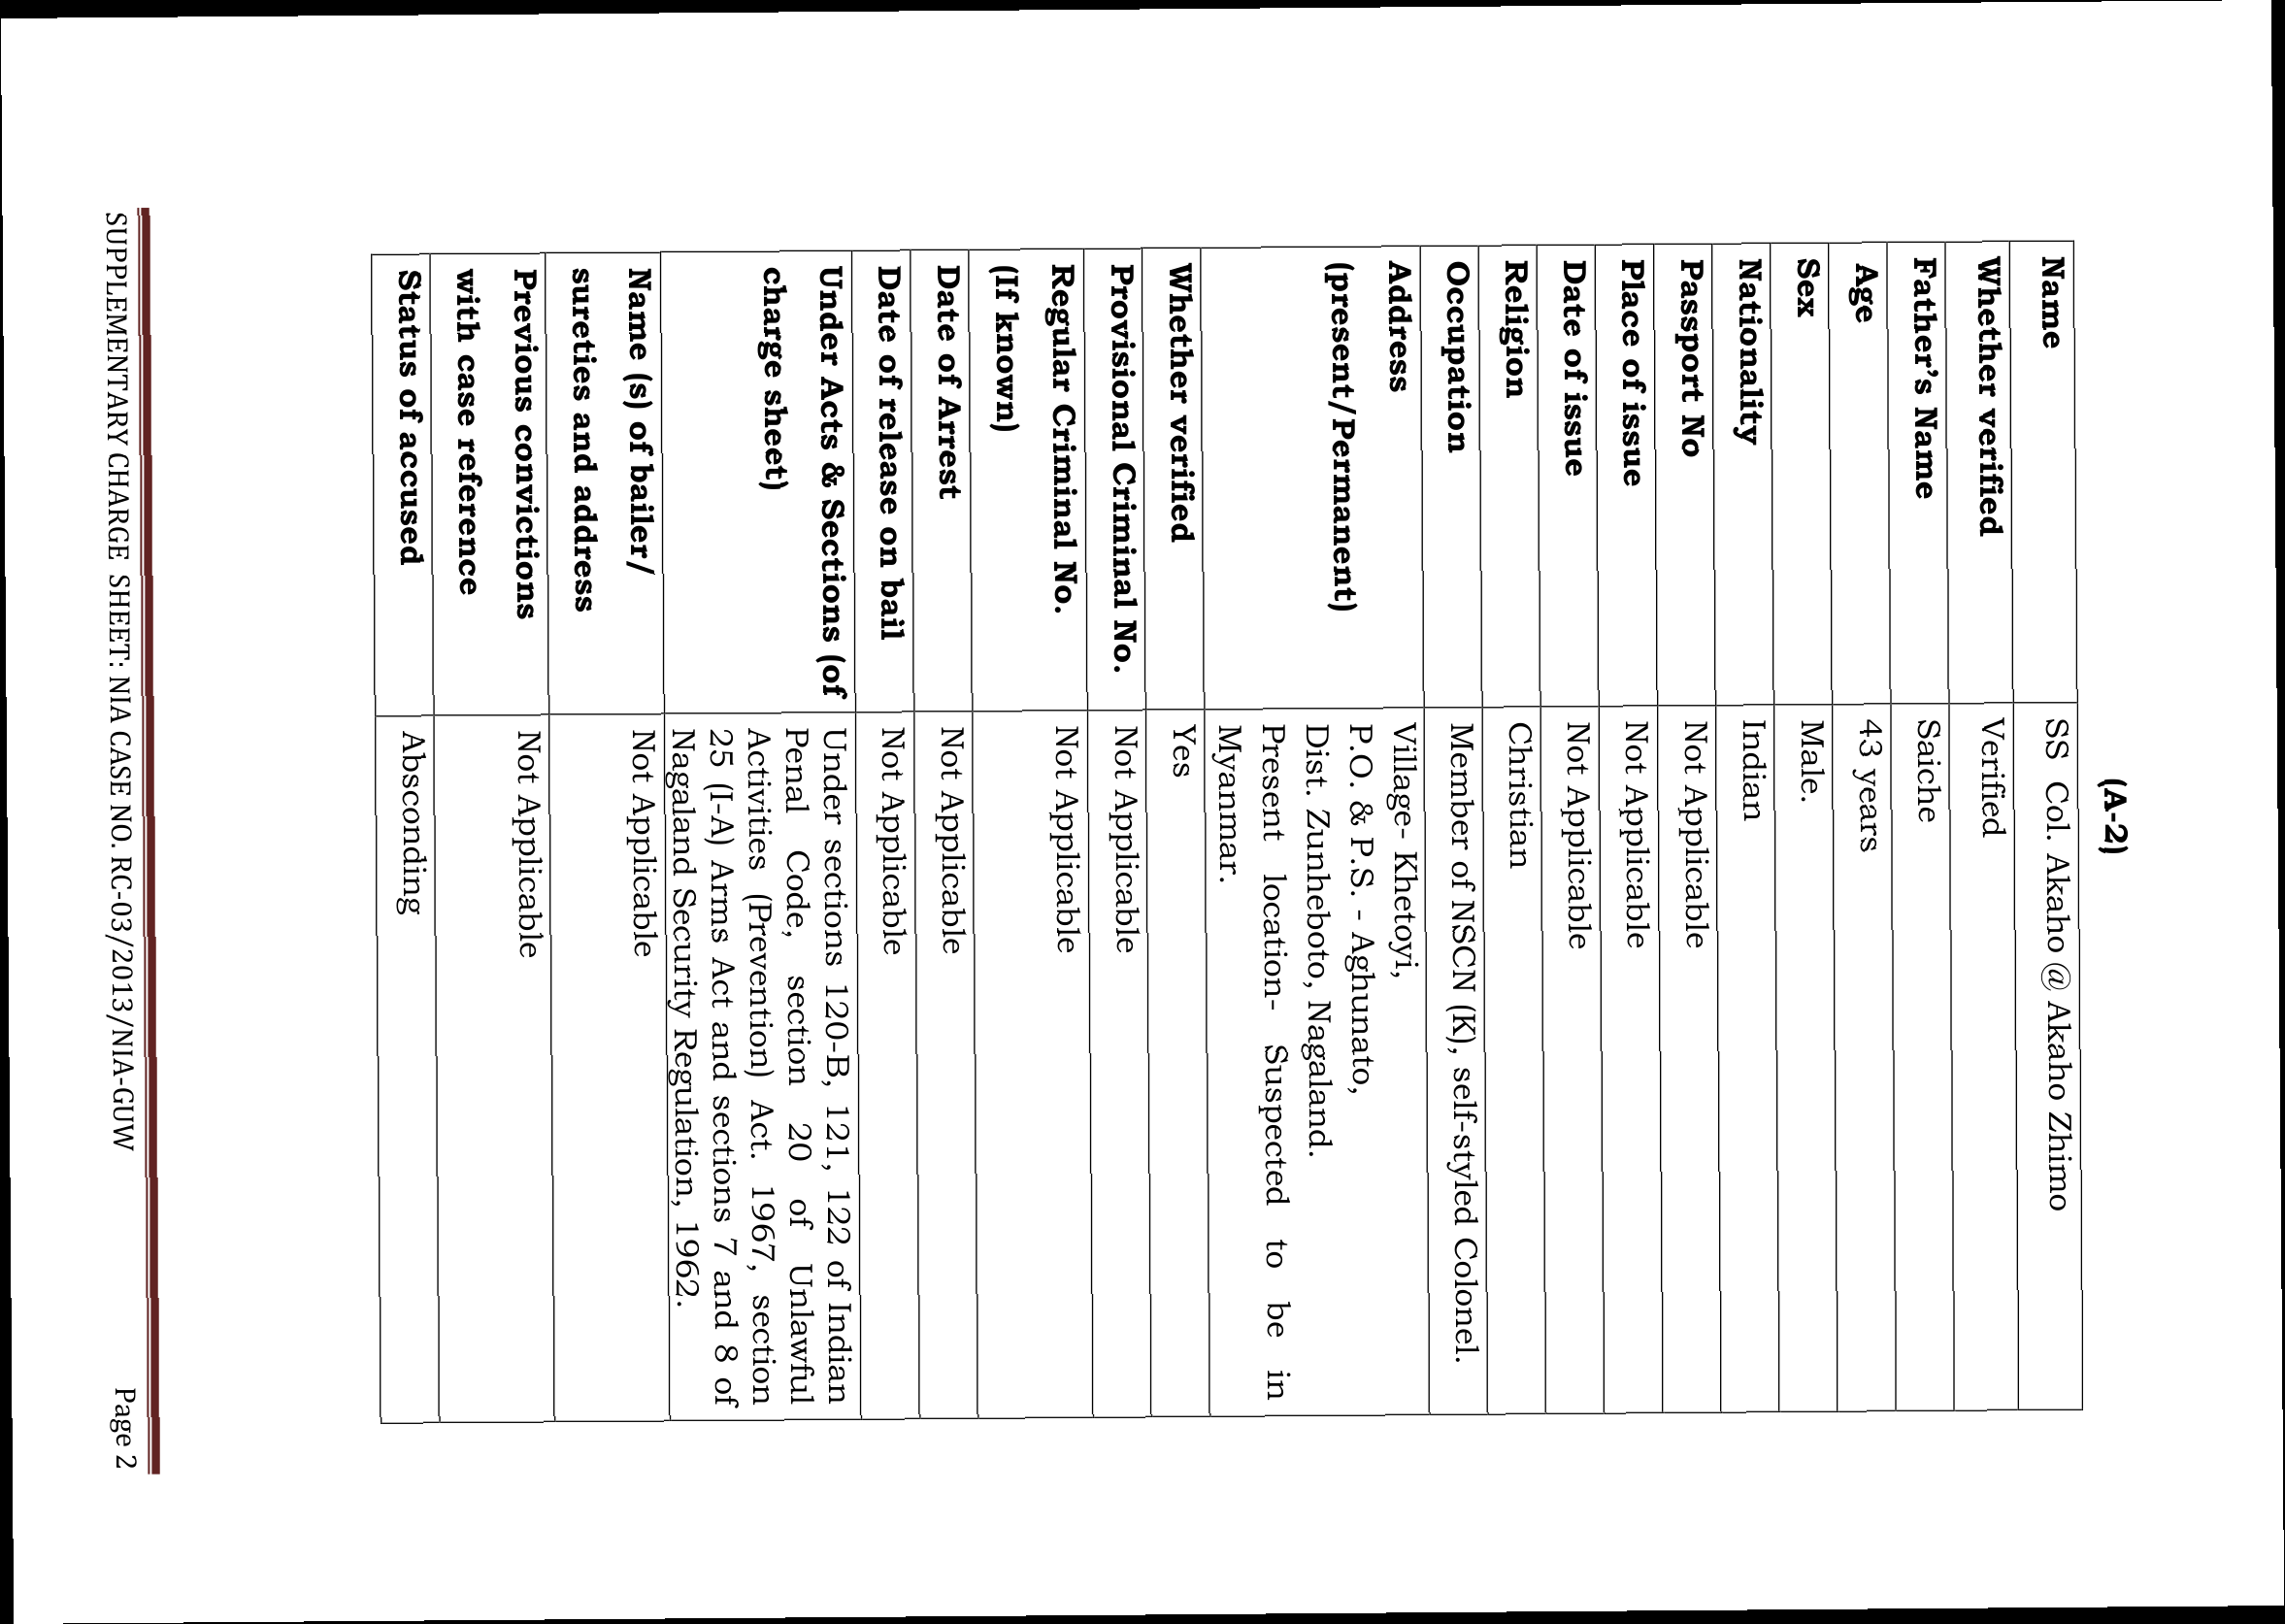 (A-2)
Name SS Col. Akaho @ Akaho Zhimo
Whether verified Verified
Father’s Name Saiche
Age 43 years
Sex Male.
Nationality Indian
Passport No Not Applicable
Place of issue Not Applicable
Date of issue Not Applicable
Religion Christian
Occupation Member of NSCN (K), self-styled Colonel.
Address
(present/Permanent)
Village- Khetoyi,
P.O. & P.S. - Aghunato,
Dist. Zunheboto, Nagaland.
Present location- Suspected to be in
Myanmar.
Whether verified Yes
Provisional Criminal No. Not Applicable
Regular Criminal No. Not Applicable
(If known)
Date of Arrest Not Applicable
Date of release on bail Not Applicable
Under Acts & Sections (of
charge sheet)
Under sections 120-B, 121, 122 of Indian
Penal Code, section 20 of Unlawful
Activities (Prevention) Act. 1967, section
25 (I-A) Arms Act and sections 7 and 8 of
Nagaland Security Regulation, 1962.
Name (s) of bailer/ Not Applicable
sureties and address
Previous convictions Not Applicable
with case reference
Status of accused Absconding
SUPPLEMENTARY CHARGE SHEET: NIA CASE NO. RC-03/2013/NIA-GUW Page 2